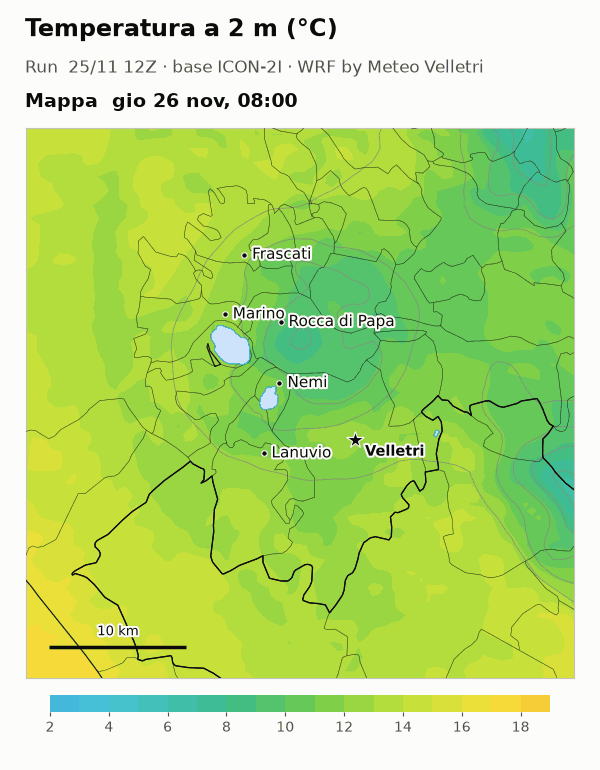 Temperatura a 2 m (°C)
Run  25/11 12Z · base ICON-2I · WRF by Meteo Velletri
Mappa  gio 26 nov, 08:00
Frascati
Marino
Rocca di Papa
Nemi
Velletri
Lanuvio
10 km
2 4 6 8 10 12 14 16 18